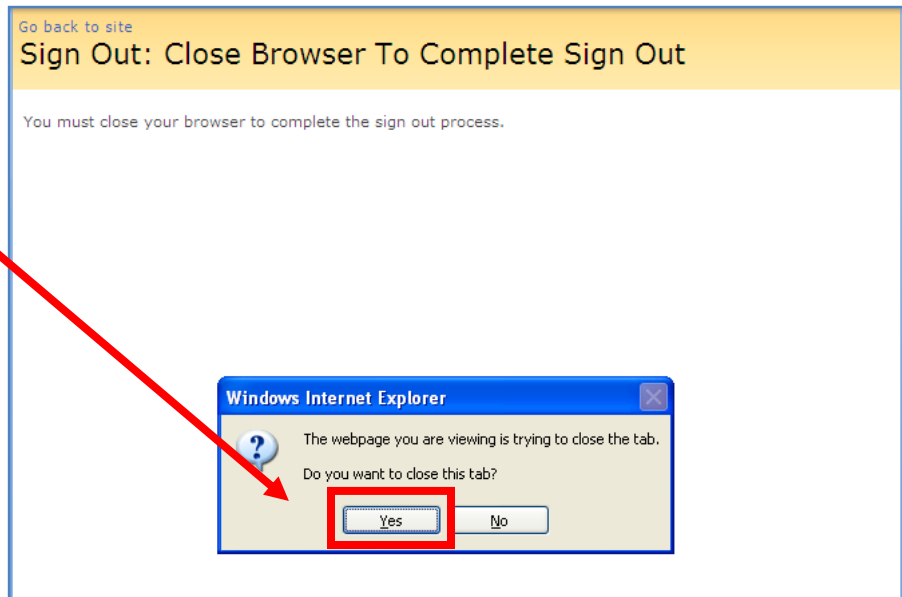 Go back to site
Sign Out: Close Browser To Complete Sign Out
You must close your browser to complete the sign out process.
Windows Internet Explorer
The webpage you are viewing is trying to close the tab.
Do you want to close this tab?
Yes No